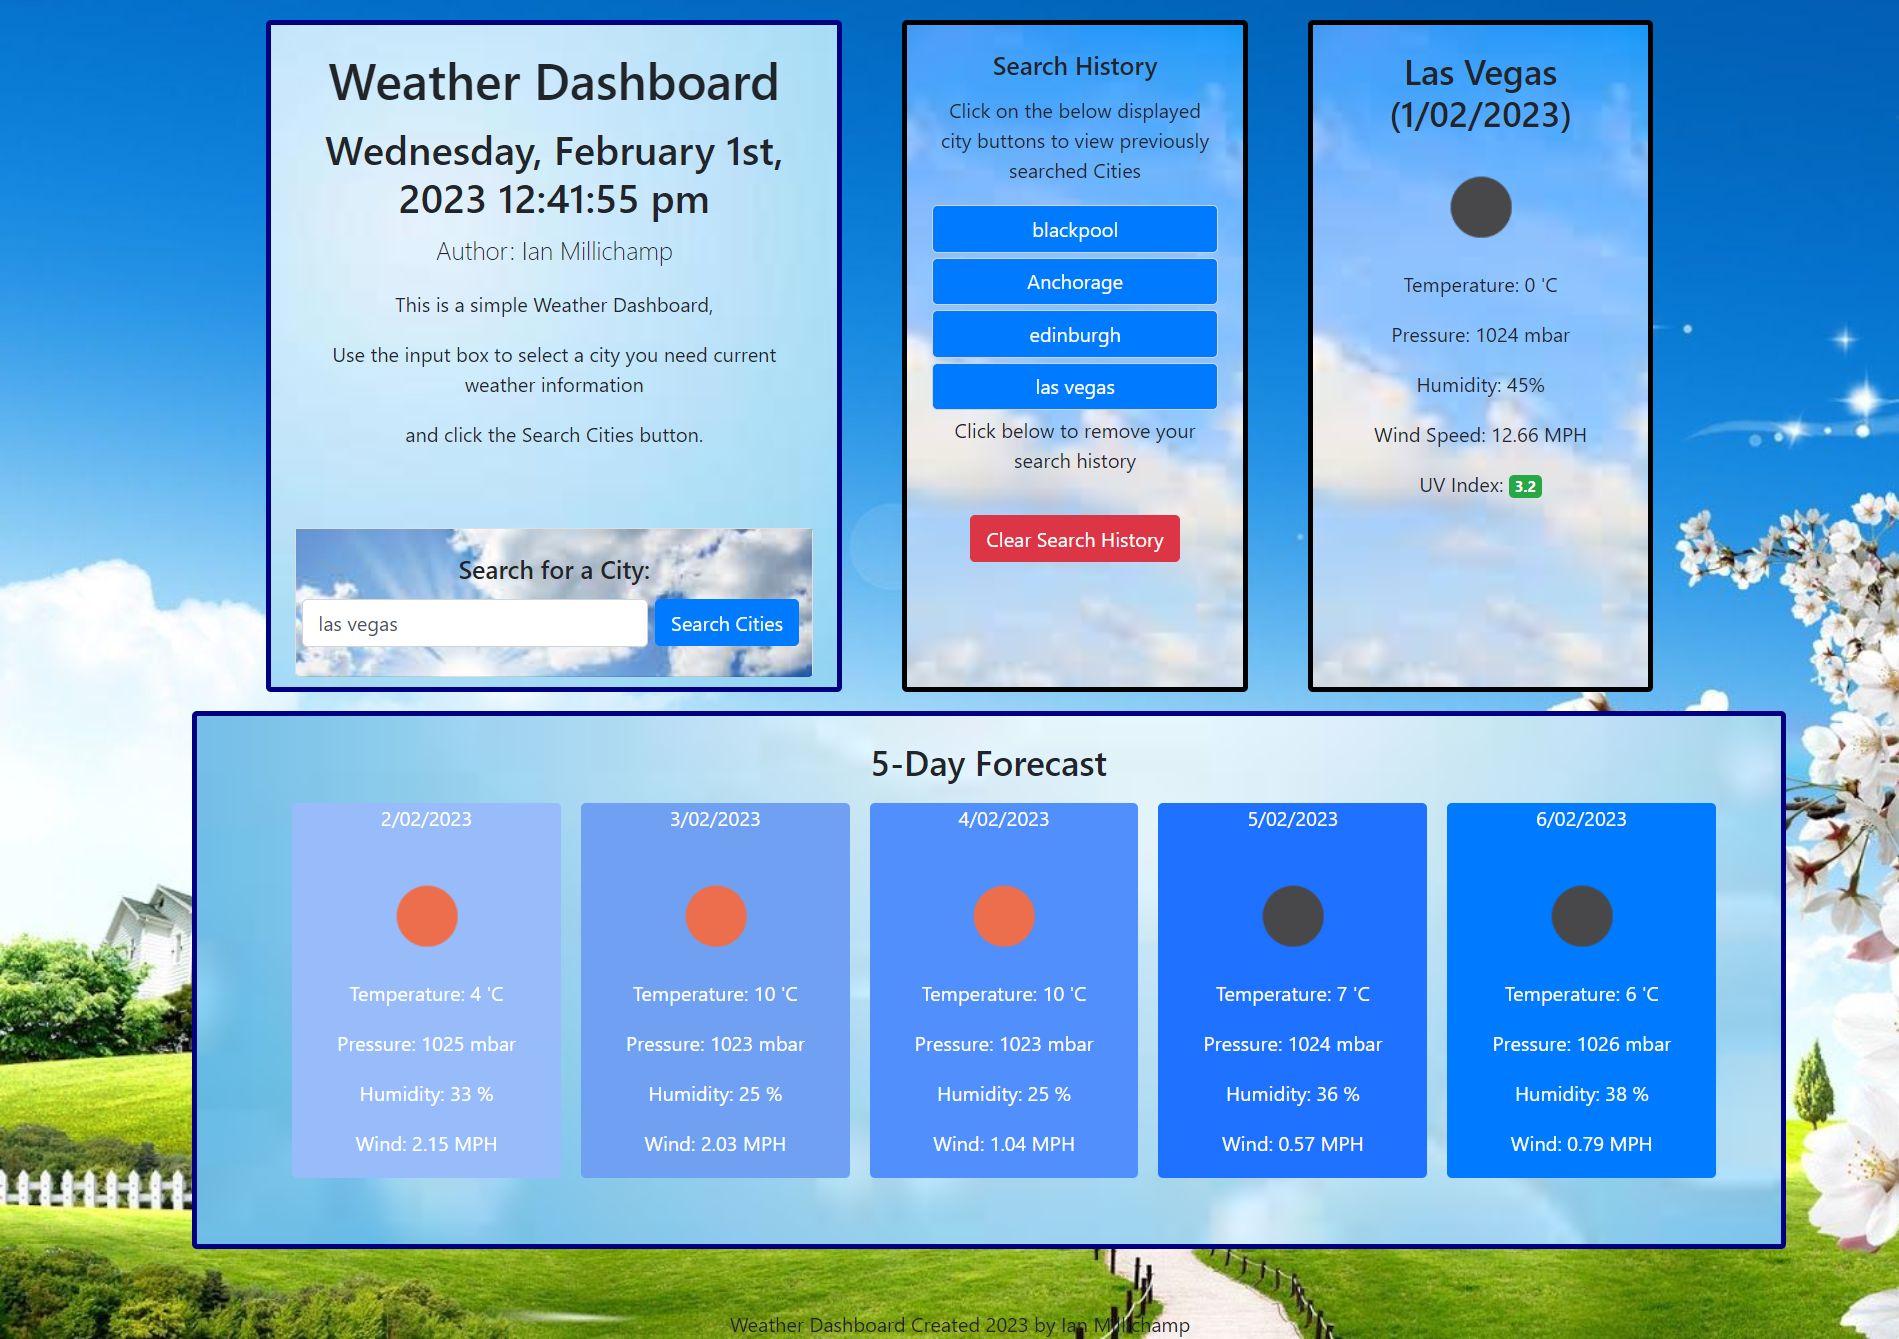 Weather Dashboard
Wednesday, February 1st,
2023 12:41:55 pm
Author: Ian Millichamp
This is a simple Weather Dashboard,
Use the input box to select a city you need current
weather information
and click the Search Cities button.
Search for a City:
las vegas
Search Cities
Search History
Click on the below displayed
city buttons to view previously
searched Cities
blackpool
Anchorage
edinburgh
las vegas
Click below to remove your
search history
Clear Search History
Las Vegas
(1/02/2023)
Temperature: 0 'C
Pressure: 1024 mbar
Humidity: 45%
Wind Speed: 12.66 MPH
UV Index: 3.2
5-Day Forecast
2/02/2023
Temperature: 4 'C
Pressure: 1025 mbar
Humidity: 33 %
Wind: 2.15 MPH
3/02/2023
Temperature: 10 'C
Pressure: 1023 mbar
Humidity: 25 %
Wind: 2.03 MPH
4/02/2023
Temperature: 10 'C
Pressure: 1023 mbar
Humidity: 25 %
Wind: 1.04 MPH
5/02/2023
Temperature: 7 'C
Pressure: 1024 mbar
Humidity: 36 %
Wind: 0.57 MPH
6/02/2023
Temperature: 6 'C
Pressure: 1026 mbar
Humidity: 38 %
Wind: 0.79 MPH
Weather Dashboard Created 2023 by Ian Millichamp